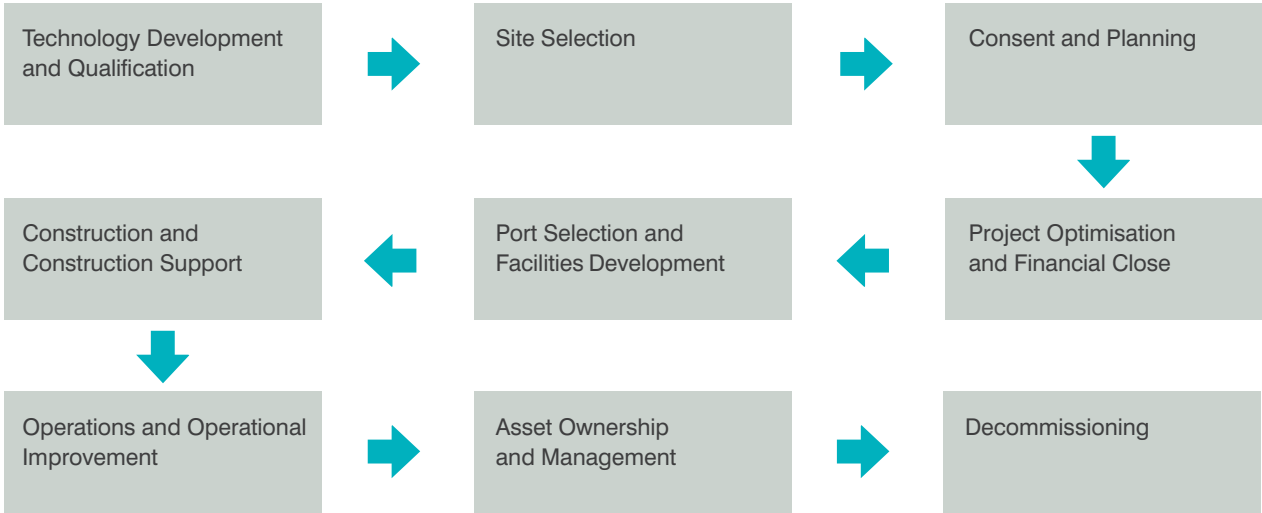 Technology Development
and Qualification
Site Selection
Consent and Planning
Construction and
Construction Support
Port Selection and
Facilities Development
Project Optimisation
and Financial Close
Operations and Operational
Improvement
Asset Ownership
and Management
Decommissioning